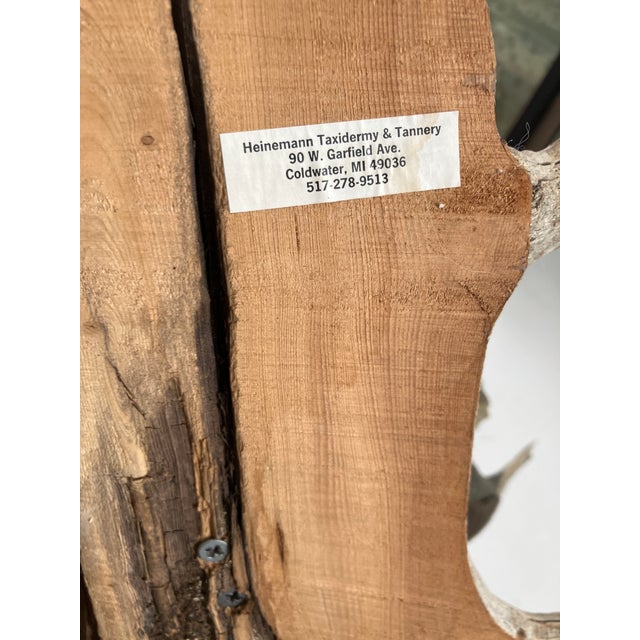 Heinemann Taxidermy & Tannery
90 W. Garfield Ave.
Coldwater, MI 49036
517-278-9513